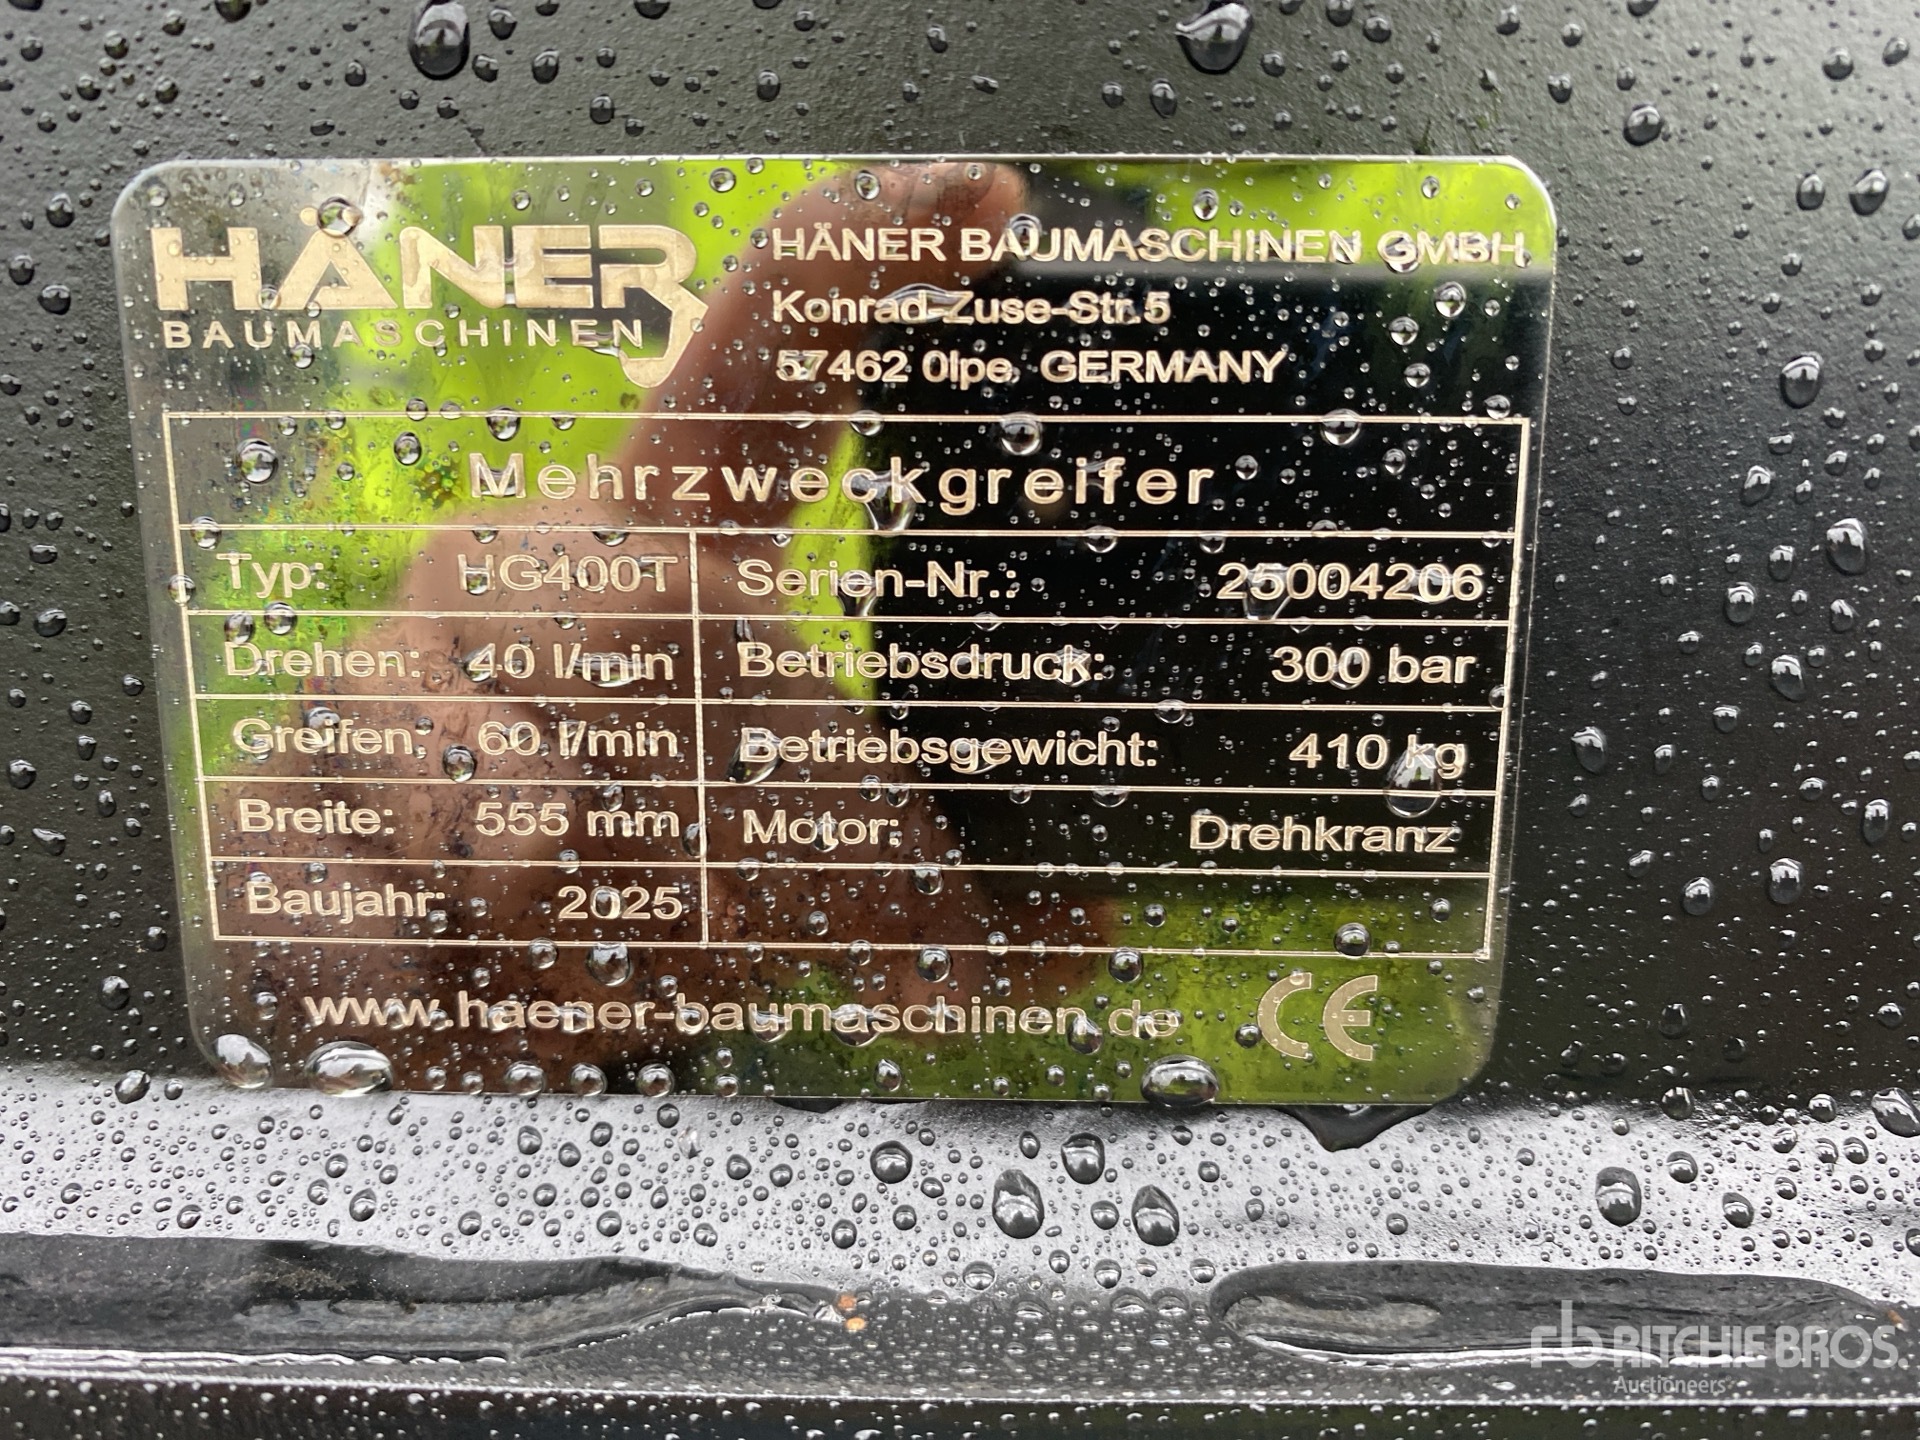 HÄNER
BAUMASCHINEN
HÄNER BAUMASCHINEN GMBH
Konrad-Zuse-Str.5
57462 Olpe, GERMANY
Mehrzweckgreifer
Typ: HG400T Serien-Nr.: 25004206
Drehen: 40 l/min Betriebsdruck: 300 bar
Greifen: 60 l/min Betriebsgewicht: 410 kg
Breite: 555 mm Motor: Drehkranz
Baujahr: 2025
www.haener-baumaschinen.de CE
rb RITCHIE BROS.
Auctioneers